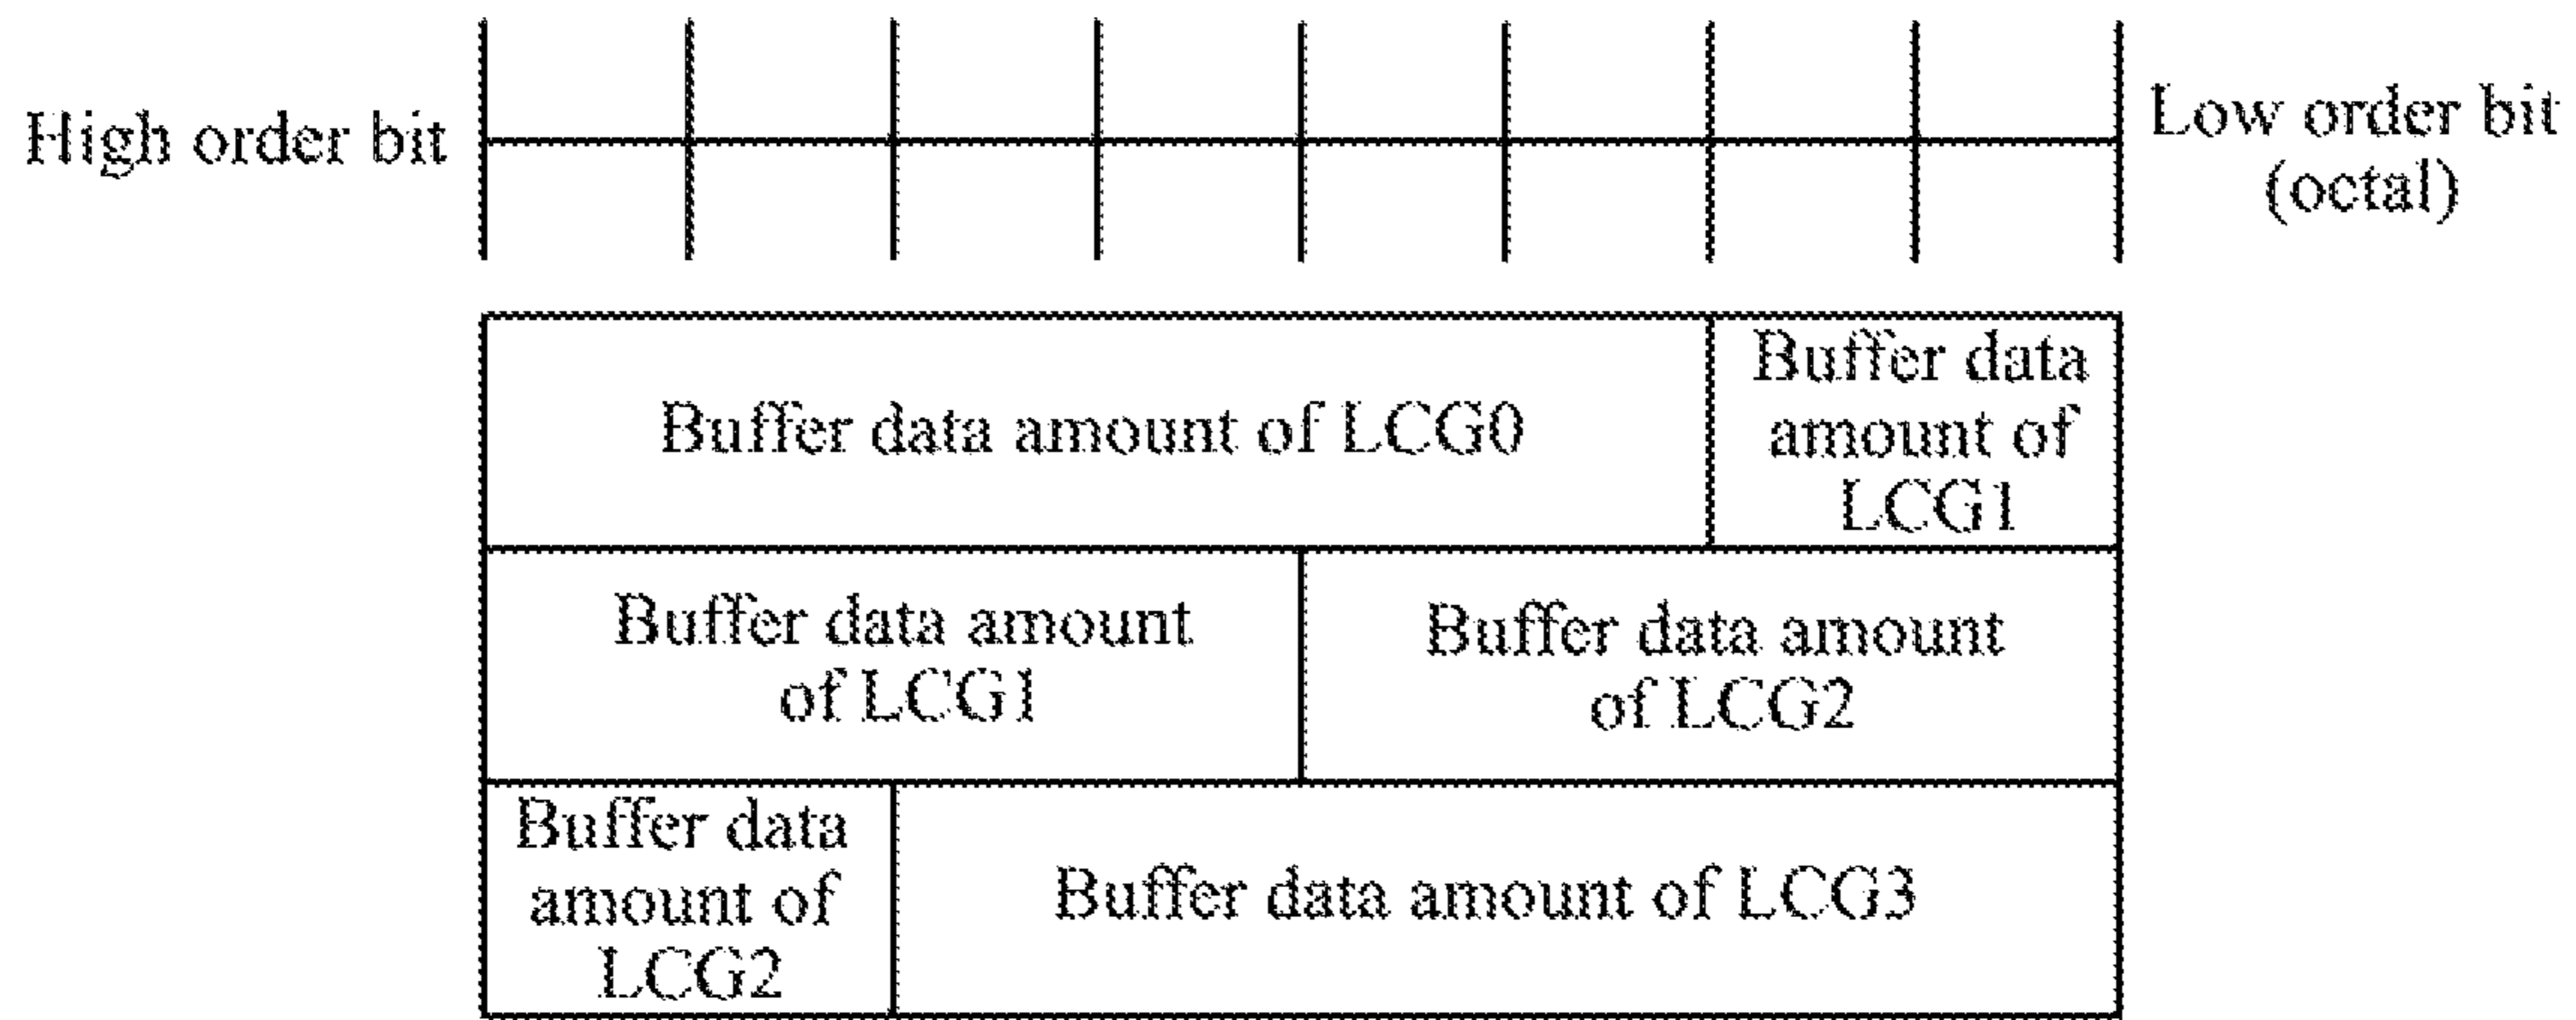 High order bit
Low order bit
(octal)
Buffer data amount of LCG0
Buffer data
amount of
LCG1
Buffer data amount
of LCG1
Buffer data amount
of LCG2
Buffer data
amount of
LCG2
Buffer data amount of LCG3